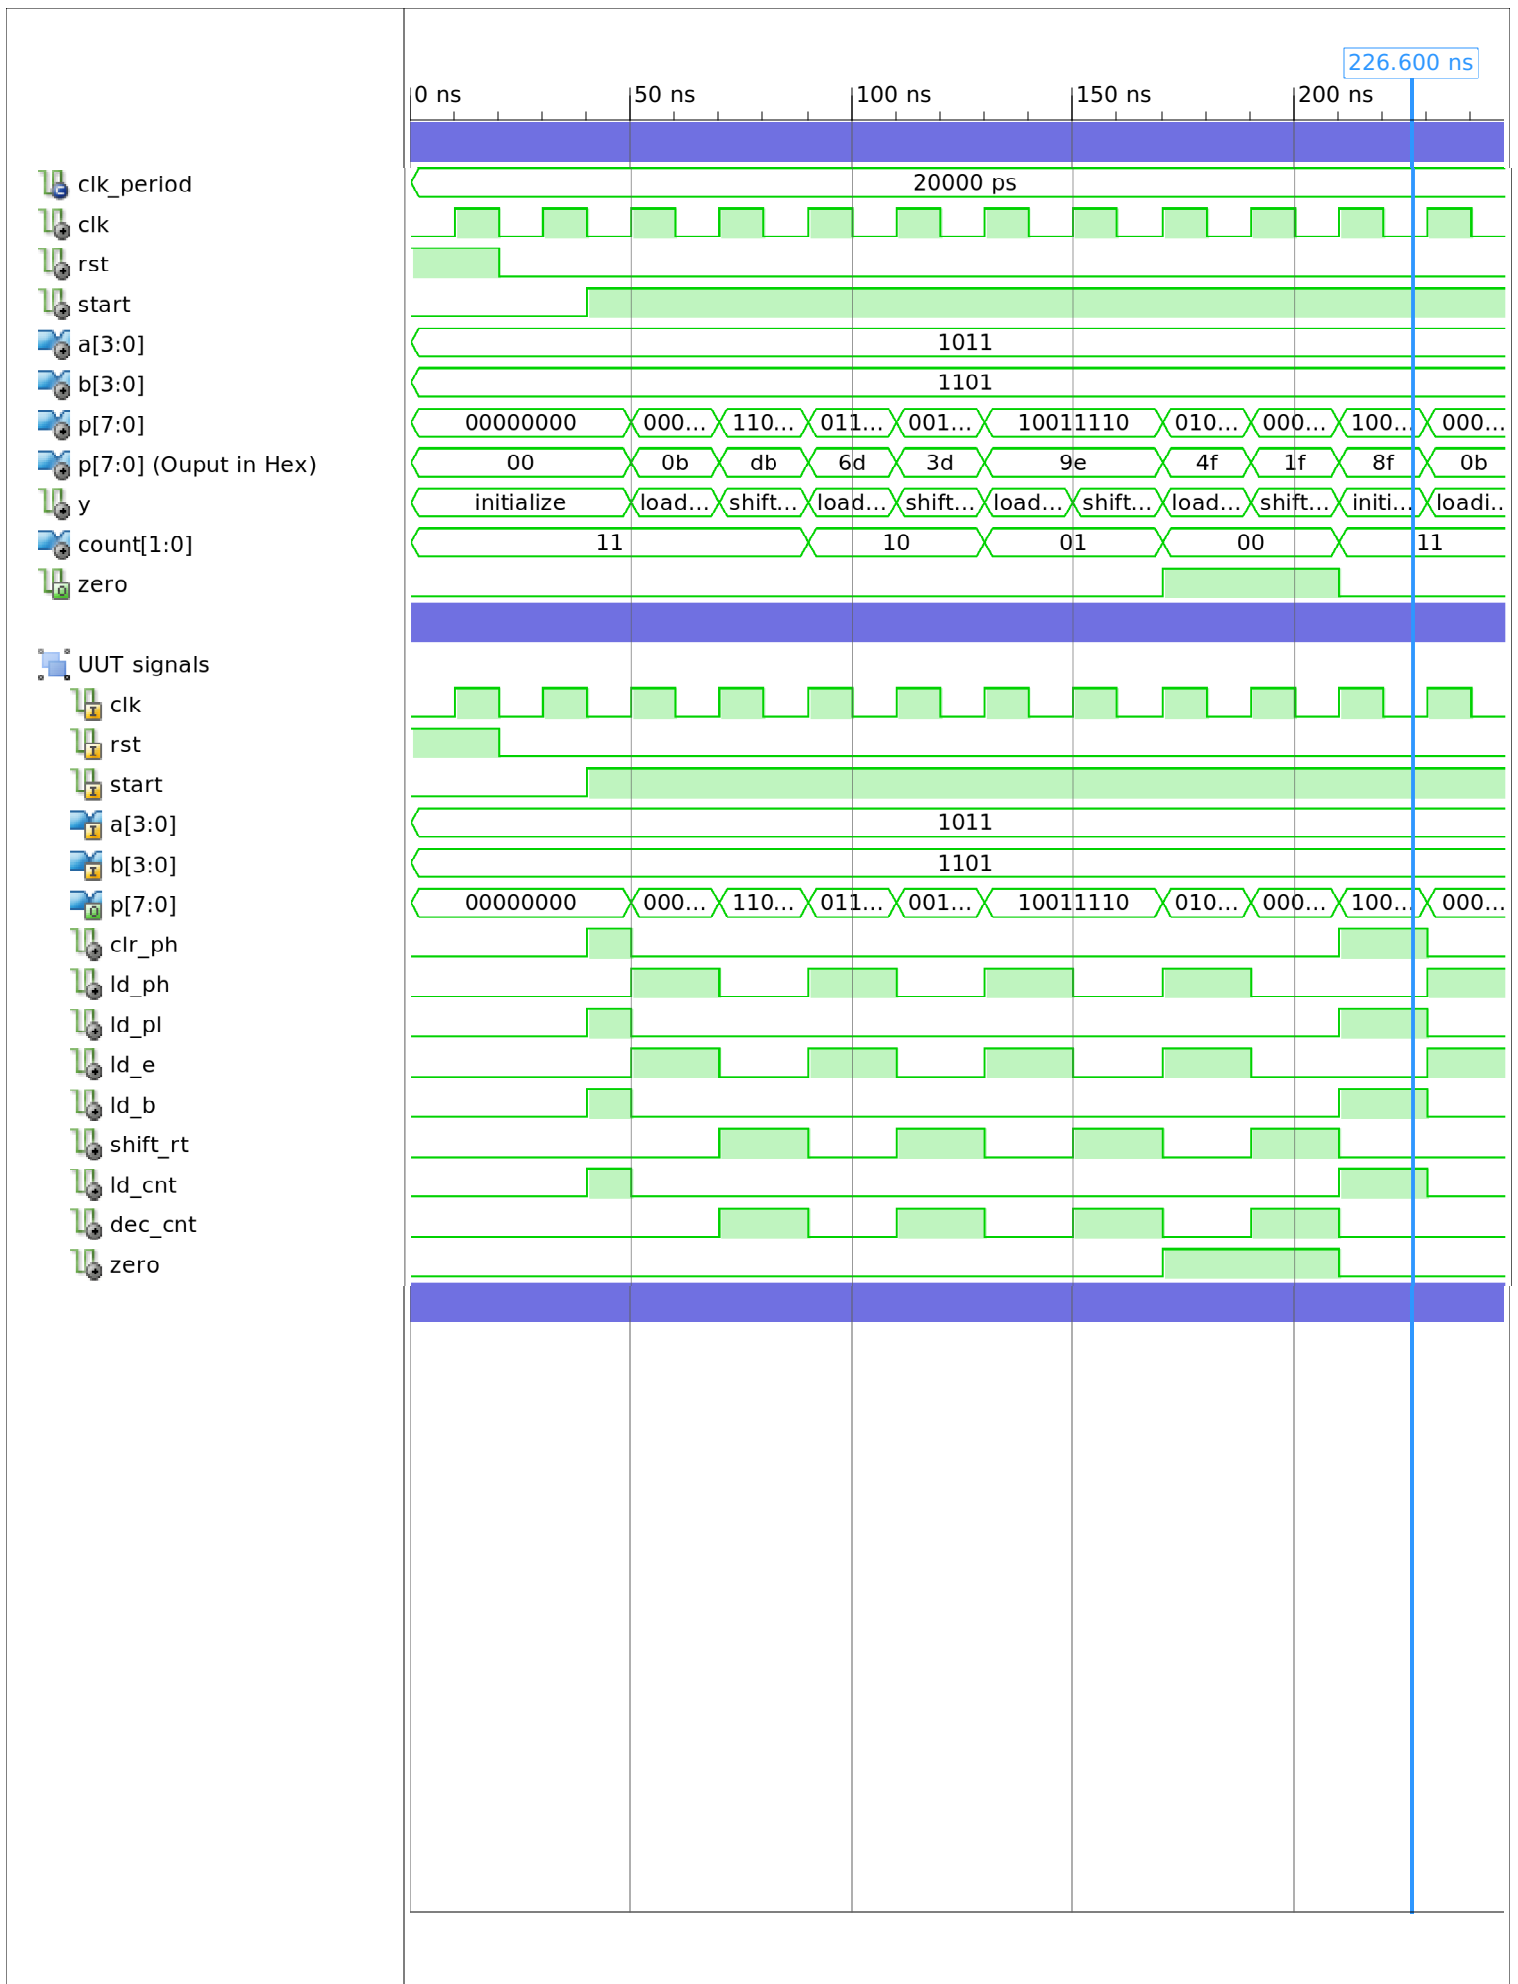 226.600 ns
0 ns 50 ns 100 ns 150 ns 200 ns
clk_period 20000 ps
clk
rst
start
a[3:0] 1011
b[3:0] 1101
p[7:0] 00000000 000... 110... 011... 001... 10011110 010... 000... 100... 000...
p[7:0] (Ouput in Hex) 00 0b db 6d 3d 9e 4f 1f 8f 0b
y initialize load... shift... load... shift... load... shift... load... shift... initi... loadi..
count[1:0] 11 10 01 00 11
zero
UUT signals
clk
rst
start
a[3:0] 1011
b[3:0] 1101
p[7:0] 00000000 000... 110... 011... 001... 10011110 010... 000... 100... 000...
clr_ph
ld_ph
ld_pl
ld_e
ld_b
shift_rt
ld_cnt
dec_cnt
zero